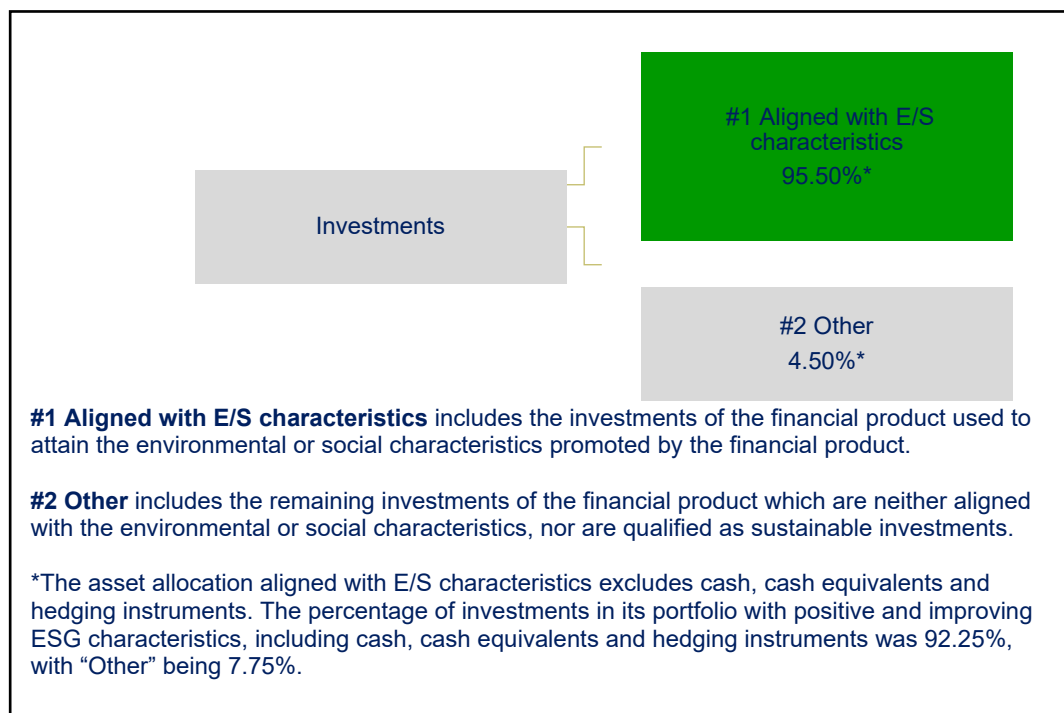 #1 Aligned with E/S
characteristics
95.50%*
Investments
#2 Other
4.50%*
#1 Aligned with E/S characteristics includes the investments of the financial product used to
attain the environmental or social characteristics promoted by the financial product.
#2 Other includes the remaining investments of the financial product which are neither aligned
with the environmental or social characteristics, nor are qualified as sustainable investments.
*The asset allocation aligned with E/S characteristics excludes cash, cash equivalents and
hedging instruments. The percentage of investments in its portfolio with positive and improving
ESG characteristics, including cash, cash equivalents and hedging instruments was 92.25%,
with “Other” being 7.75%.